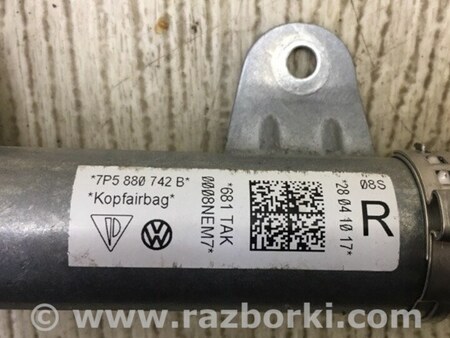 *7P5 880 742 B*
*Kopfairbag*
*681 TAK
0008NEM7*
*28 04 10 17*
08S
R
© www.razborki.com